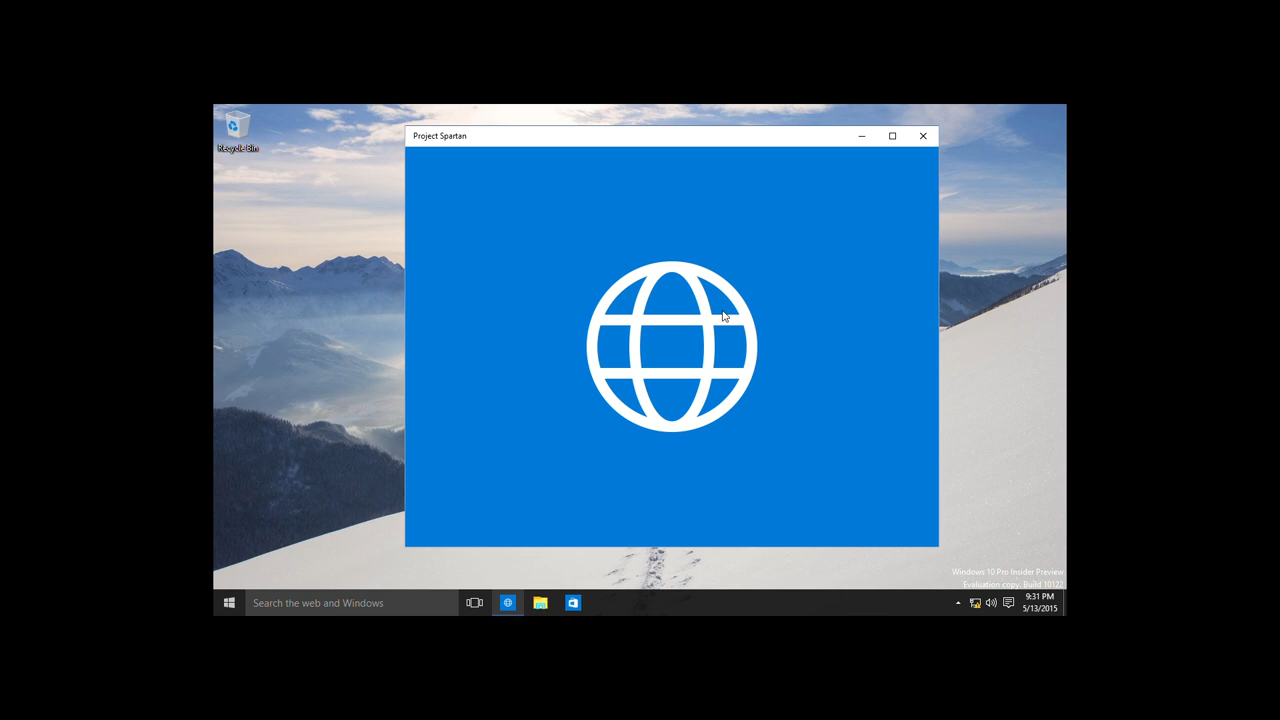 Recycle Bin
Project Spartan
Windows 10 Pro Insider Preview
Evaluation copy. Build 10122
Search the web and Windows
9:31 PM
5/13/2015